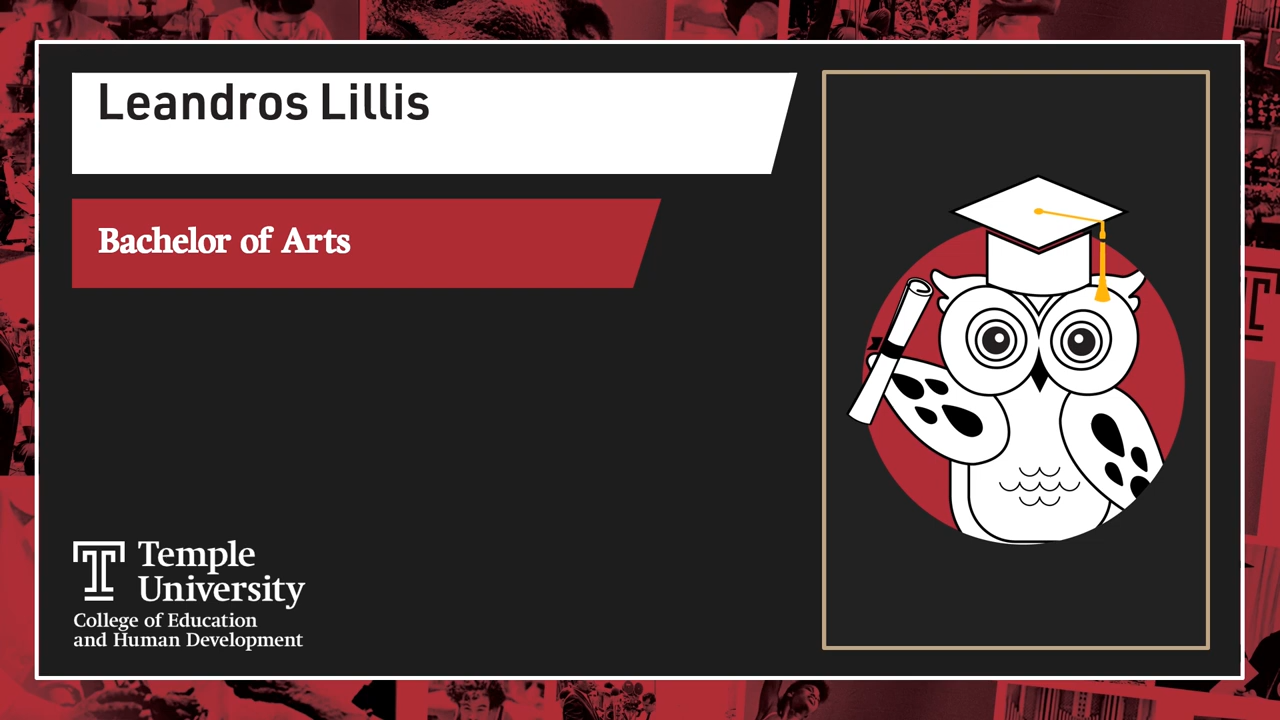 Leandros Lillis
Bachelor of Arts
Temple
University
College of Education
and Human Development